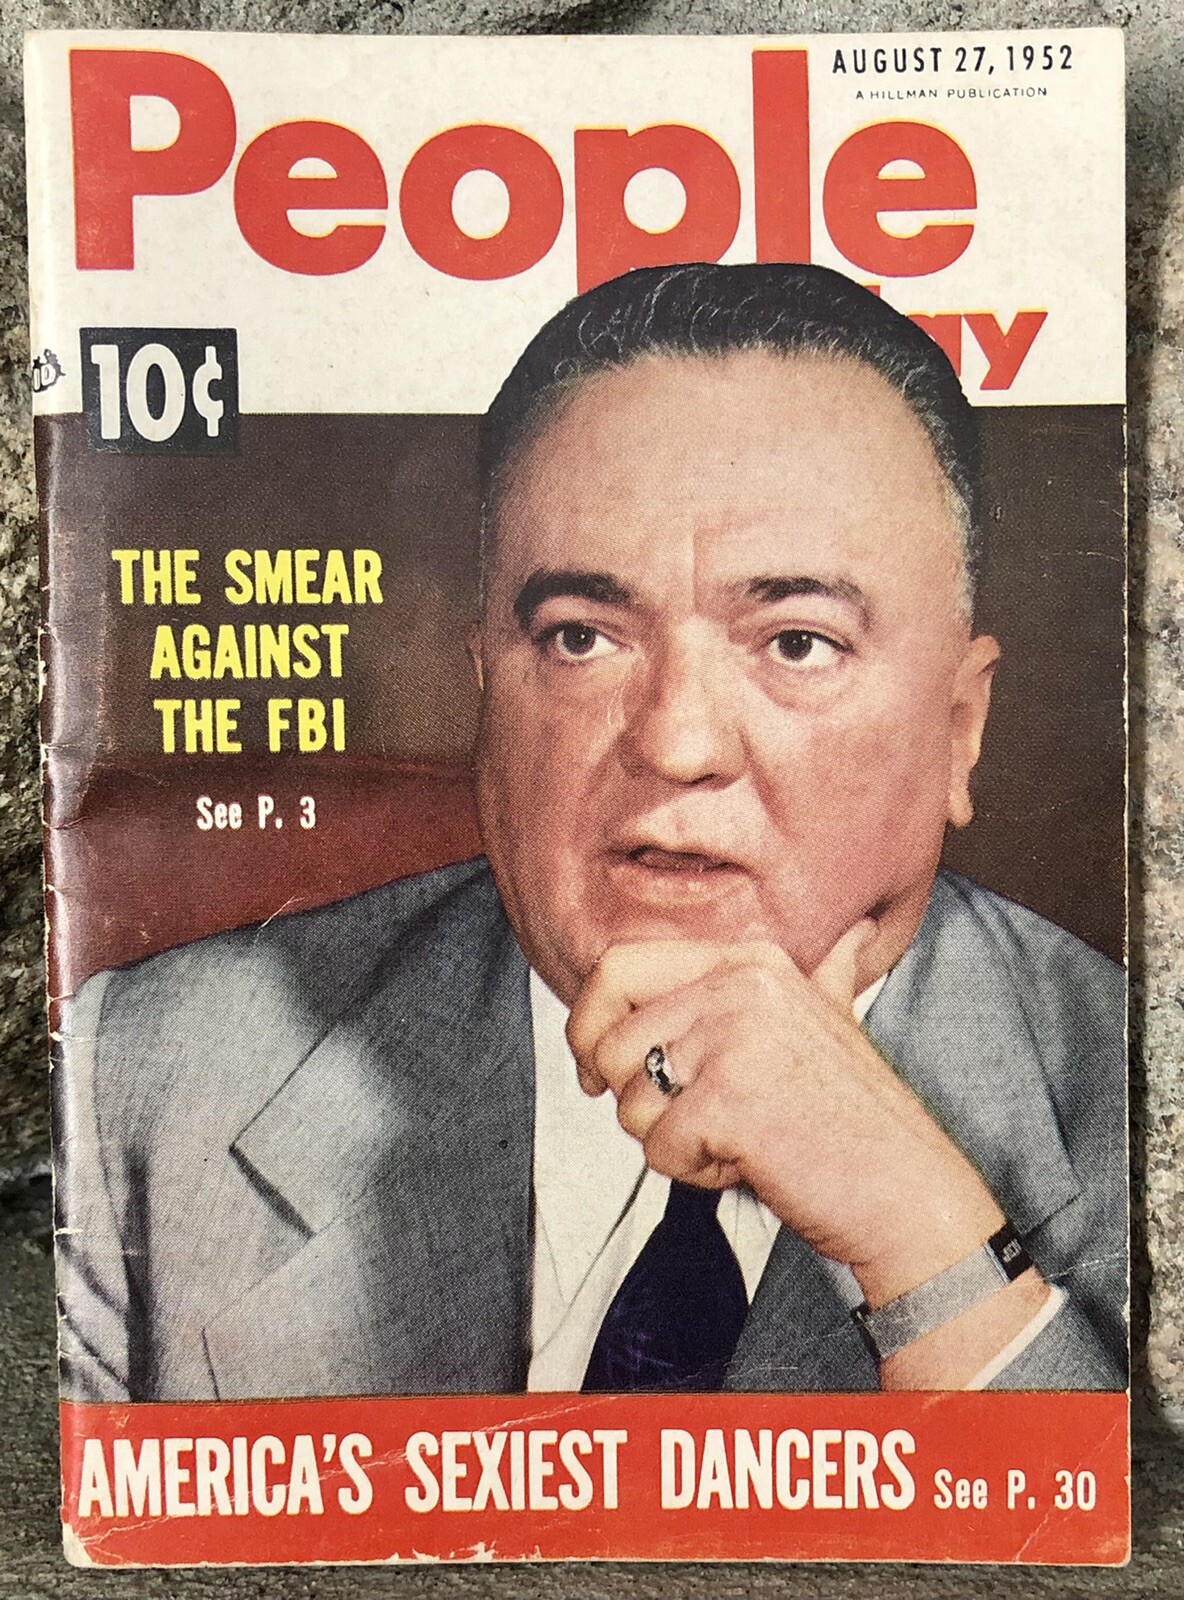 People
AUGUST 27, 1952
A HILLMAN PUBLICATION
ay
10¢
THE SMEAR
AGAINST
THE FBI
See P. 3
AMERICA'S SEXIEST DANCERS See P. 30